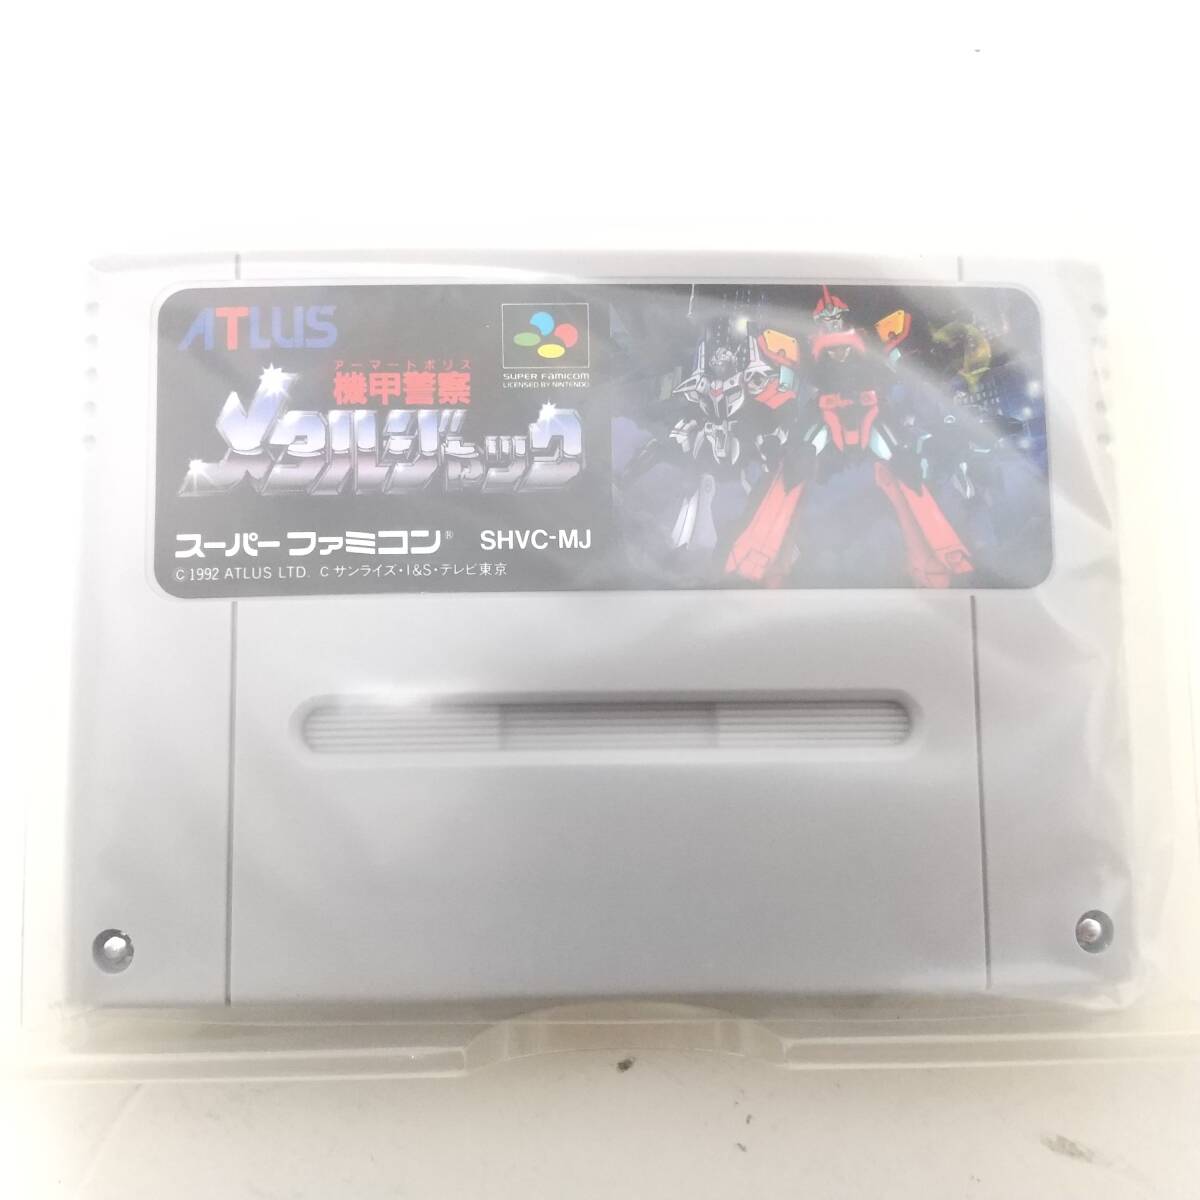 ATLUS
アーマートポリス
機甲警察
メタルジャック
SUPER FAMICOM
LICENSED BY NINTENDO
スーパーファミコン® SHVC-MJ
© 1992 ATLUS LTD. © サンライズ・I&S・テレビ東京